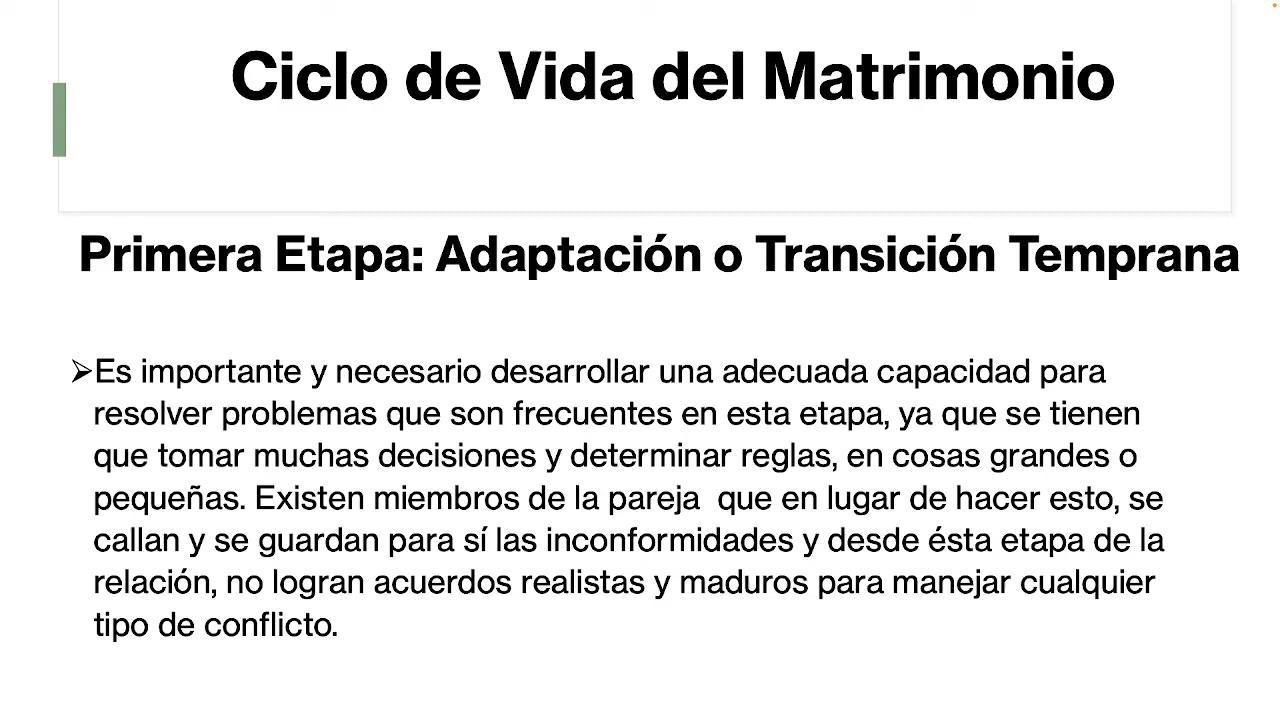 Ciclo de Vida del Matrimonio
Primera Etapa: Adaptación o Transición Temprana
➢Es importante y necesario desarrollar una adecuada capacidad para
resolver problemas que son frecuentes en esta etapa, ya que se tienen
que tomar muchas decisiones y determinar reglas, en cosas grandes o
pequeñas. Existen miembros de la pareja  que en lugar de hacer esto, se
callan y se guardan para sí las inconformidades y desde ésta etapa de la
relación, no logran acuerdos realistas y maduros para manejar cualquier
tipo de conflicto.